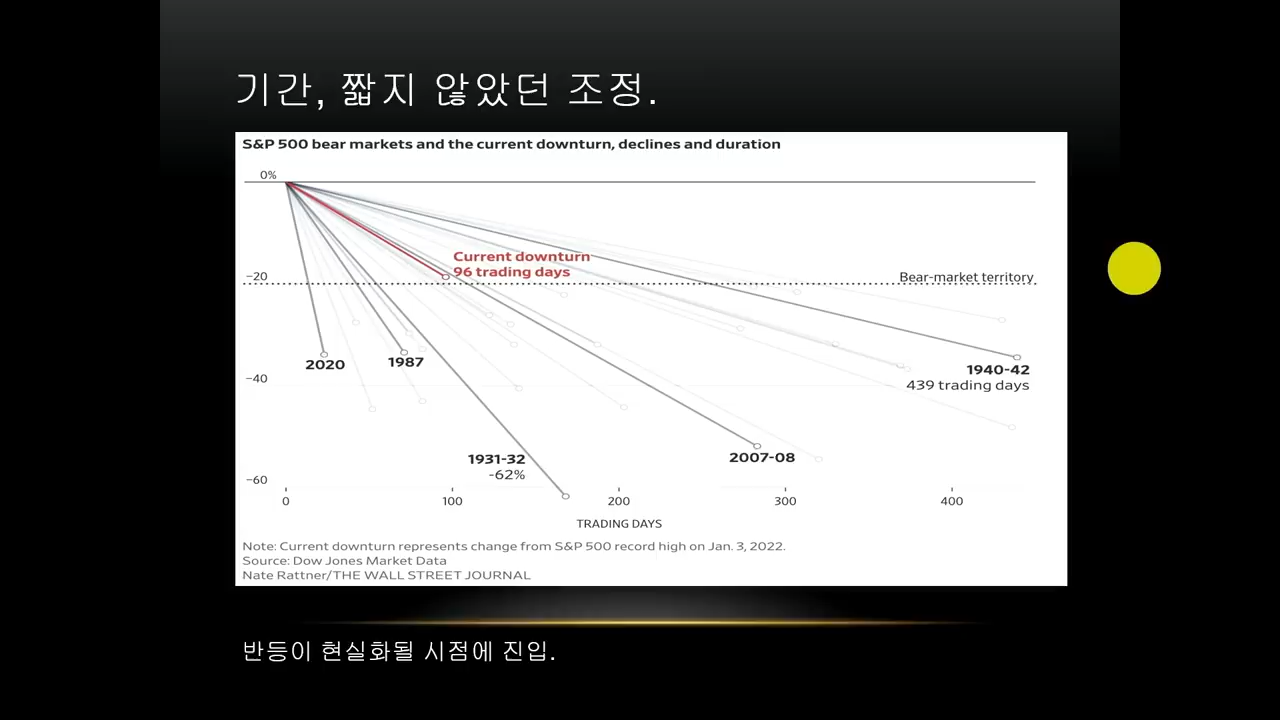 기간, 짧지 않았던 조정.
S&P 500 bear markets and the current downturn, declines and duration
0%
Current downturn
96 trading days
−20
Bear-market territory
2020
1987
1940-42
439 trading days
−40
1931-32
-62%
2007-08
−60
0 100 200 300 400
TRADING DAYS
Note: Current downturn represents change from S&P 500 record high on Jan. 3, 2022.
Source: Dow Jones Market Data
Nate Rattner/THE WALL STREET JOURNAL
반등이 현실화될 시점에 진입.